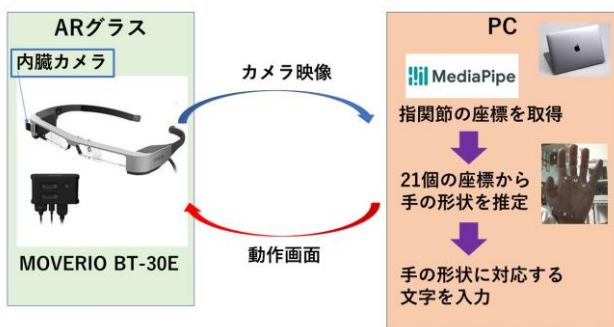 ARグラス
内臓カメラ
MOVERIO BT-30E
カメラ映像
動作画面
PC
MediaPipe
指関節の座標を取得
21個の座標から
手の形状を推定
手の形状に対応する
文字を入力